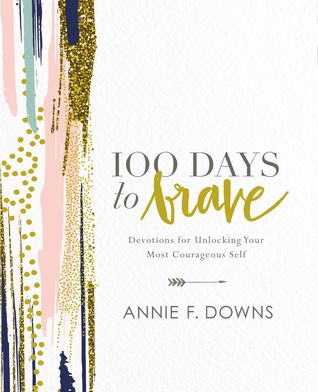 100 DAYS
to brave
Devotions for Unlocking Your
Most Courageous Self
ANNIE F. DOWNS